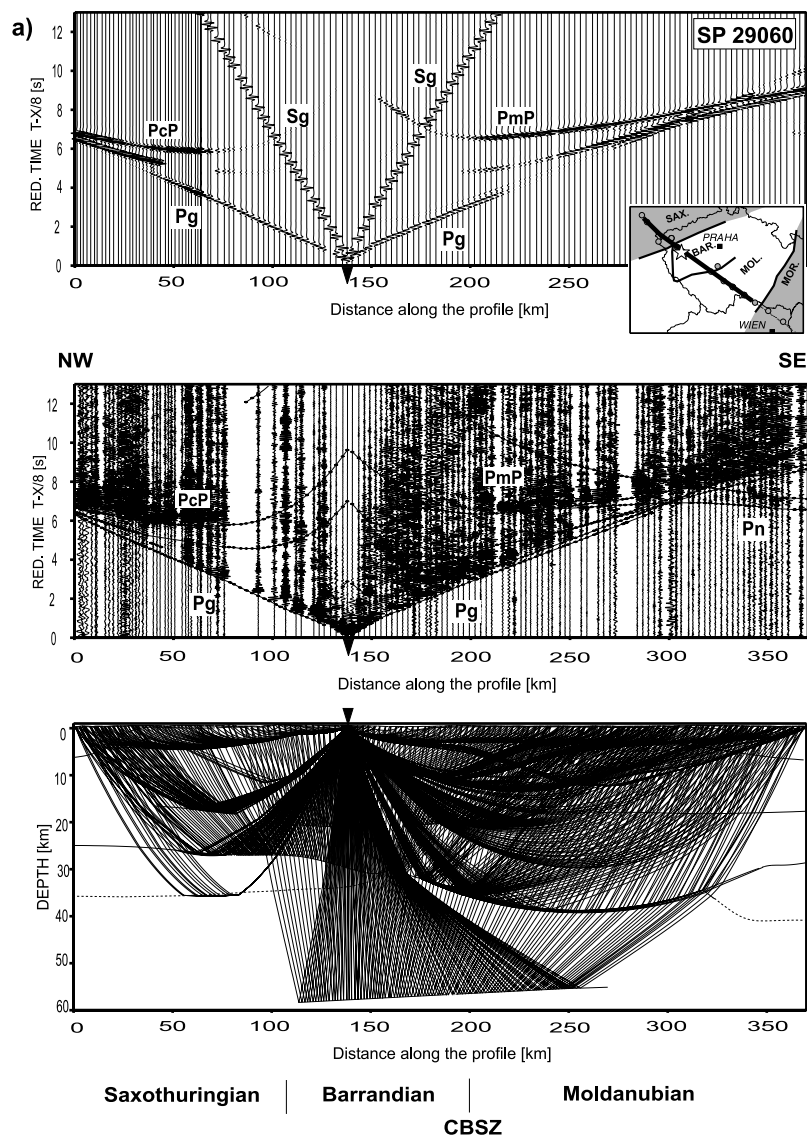 a)
SP 29060
RED. TIME T-X/8 [s]
12
10
8
6
4
2
0
PcP
Sg
Sg
PmP
Pg
Pg
0 50 100 150 200 250 300 350
Distance along the profile [km]
SAX.
PRAHA
BAR.
MOL.
MOR.
WIEN
NW
SE
RED. TIME T-X/8 [s]
12
10
8
6
4
2
0
PcP
PmP
Pn
Pg
Pg
0 50 100 150 200 250 300 350
Distance along the profile [km]
DEPTH [km]
0
10
20
30
40
50
60
0 50 100 150 200 250 300 350
Distance along the profile [km]
Saxothuringian
Barrandian
Moldanubian
CBSZ